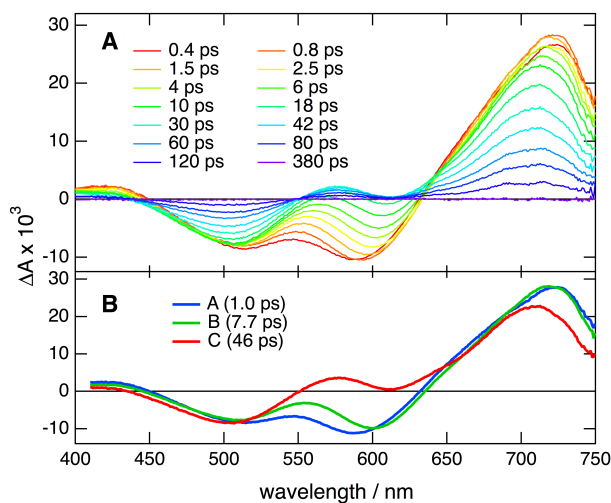 30
20
10
0
-10
A
0.4 ps 0.8 ps
1.5 ps 2.5 ps
4 ps 6 ps
10 ps 18 ps
30 ps 42 ps
60 ps 80 ps
120 ps 380 ps
ΔA x 10³
30
20
10
0
-10
B
A (1.0 ps)
B (7.7 ps)
C (46 ps)
400 450 500 550 600 650 700 750
wavelength / nm